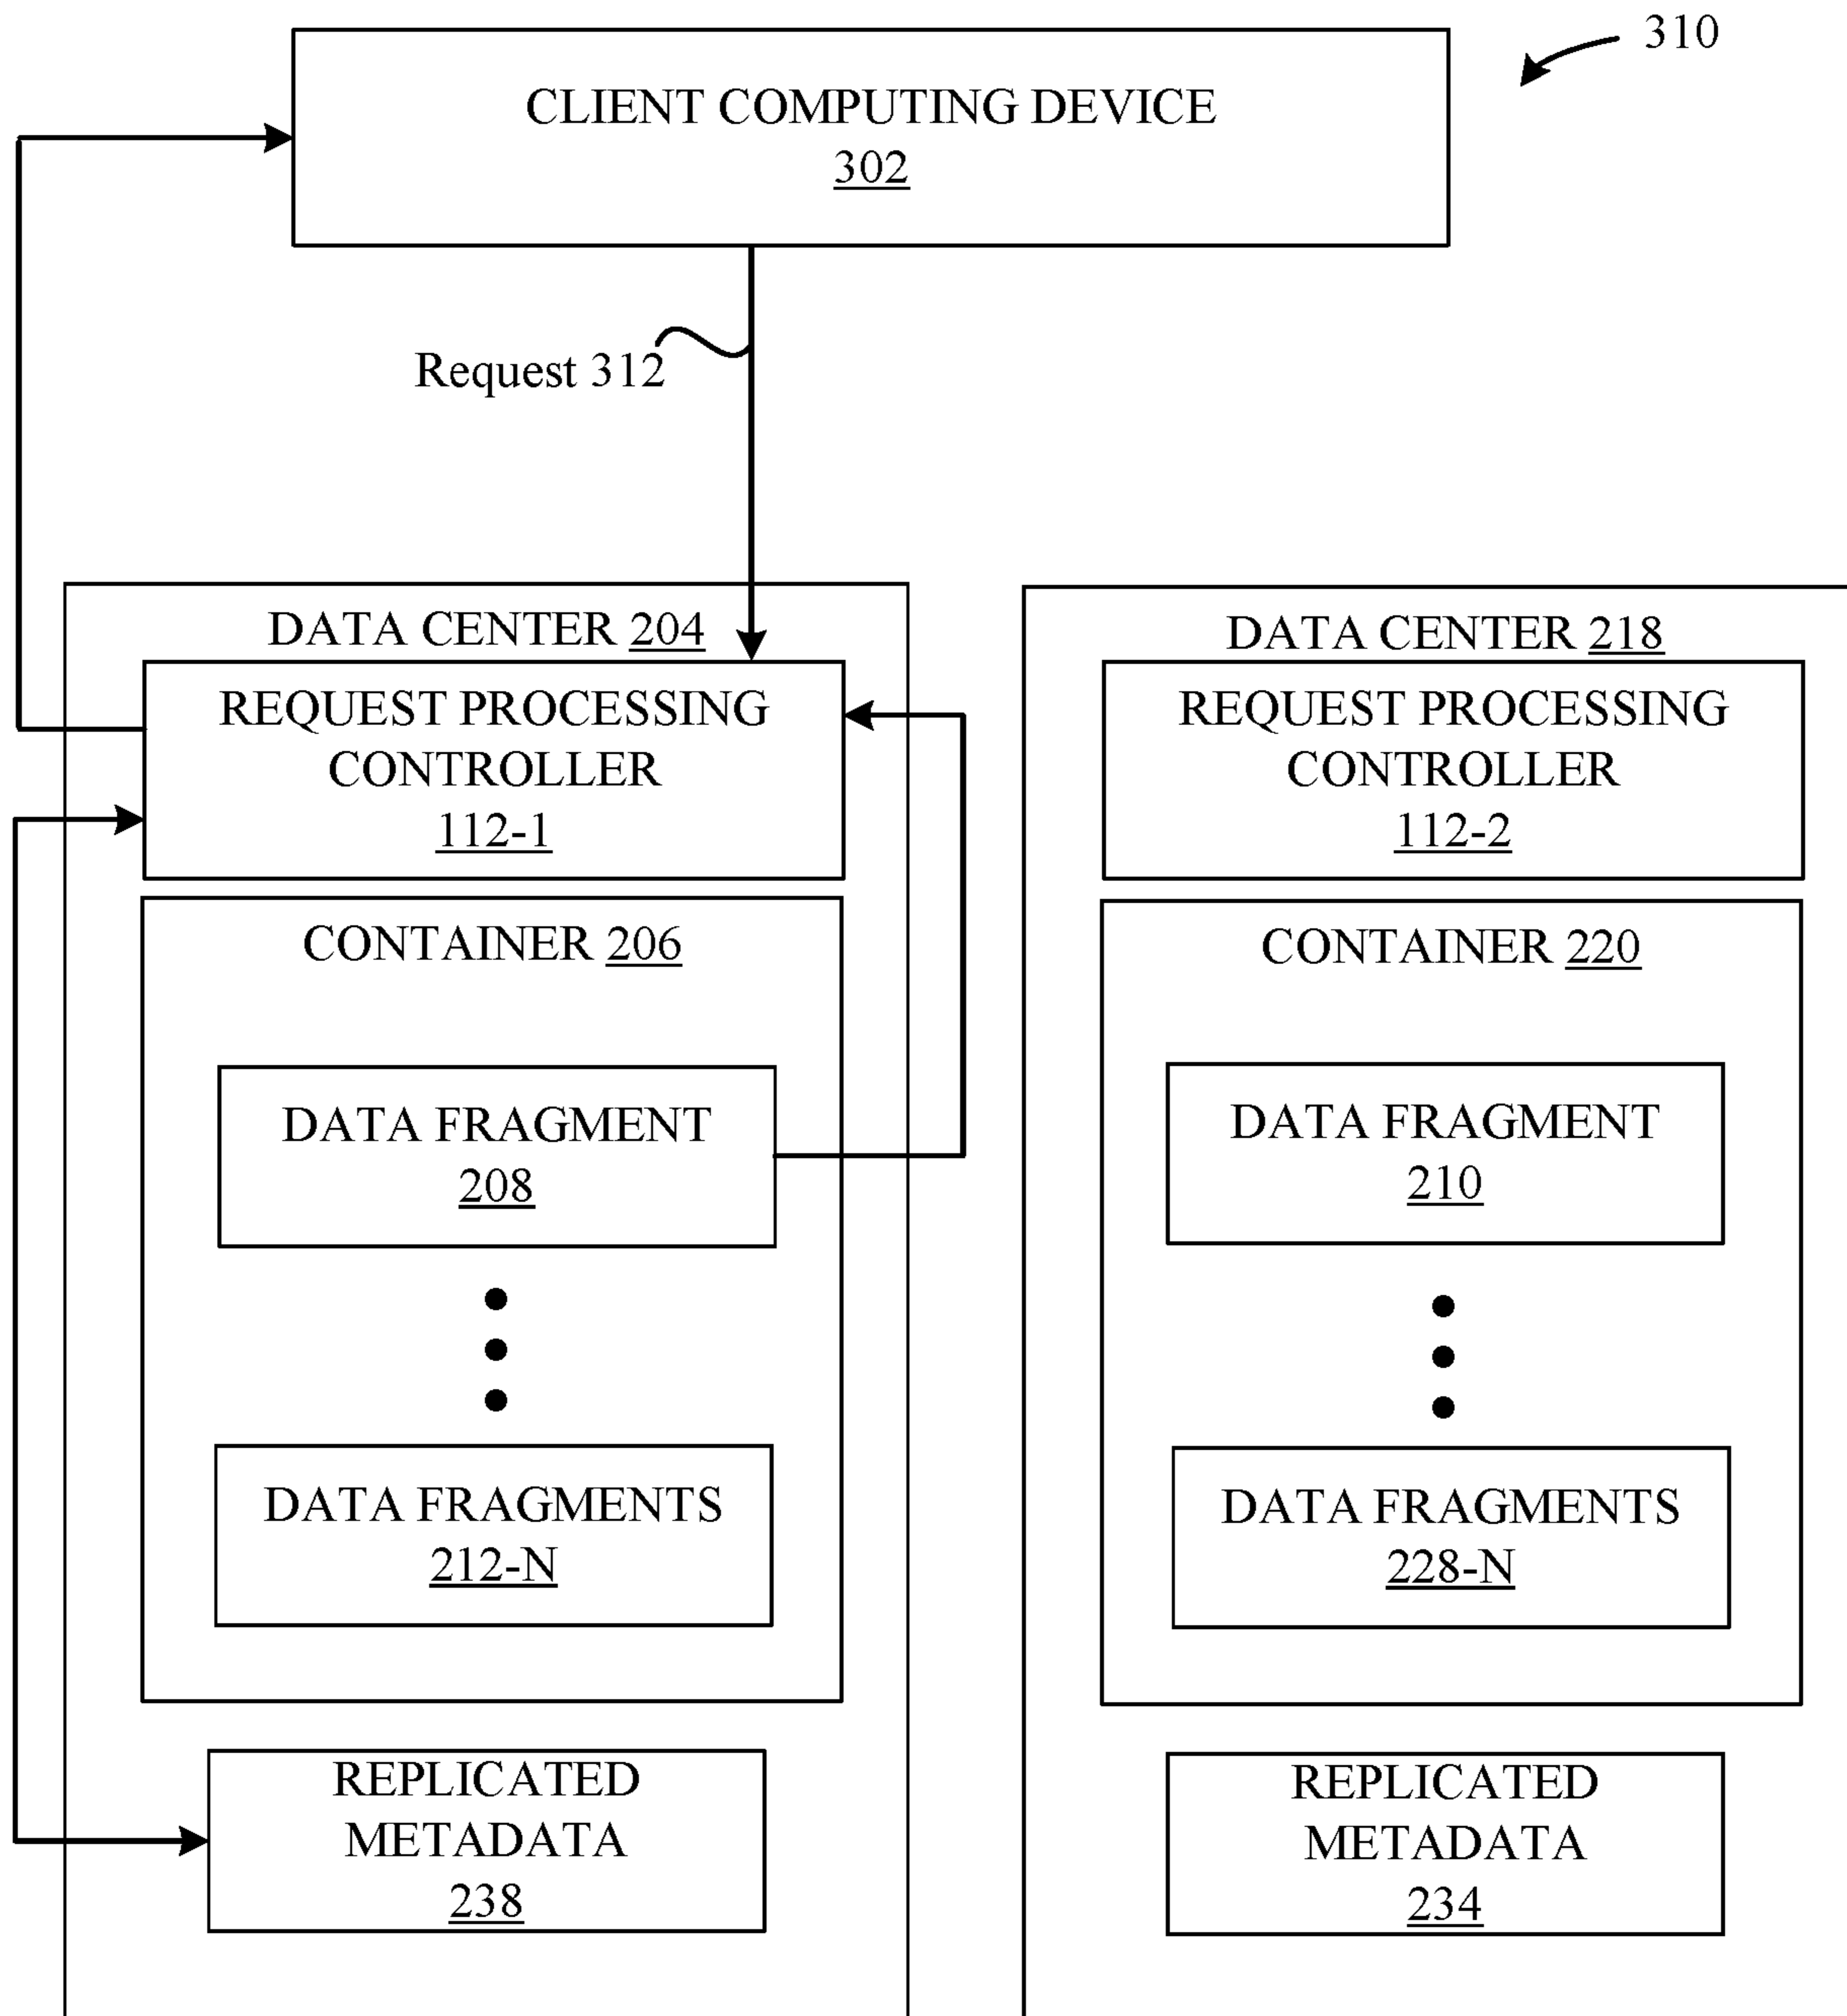 310
CLIENT COMPUTING DEVICE
302
Request 312
DATA CENTER 204
REQUEST PROCESSING
CONTROLLER
112-1
CONTAINER 206
DATA FRAGMENT
208
DATA FRAGMENTS
212-N
REPLICATED
METADATA
238
DATA CENTER 218
REQUEST PROCESSING
CONTROLLER
112-2
CONTAINER 220
DATA FRAGMENT
210
DATA FRAGMENTS
228-N
REPLICATED
METADATA
234